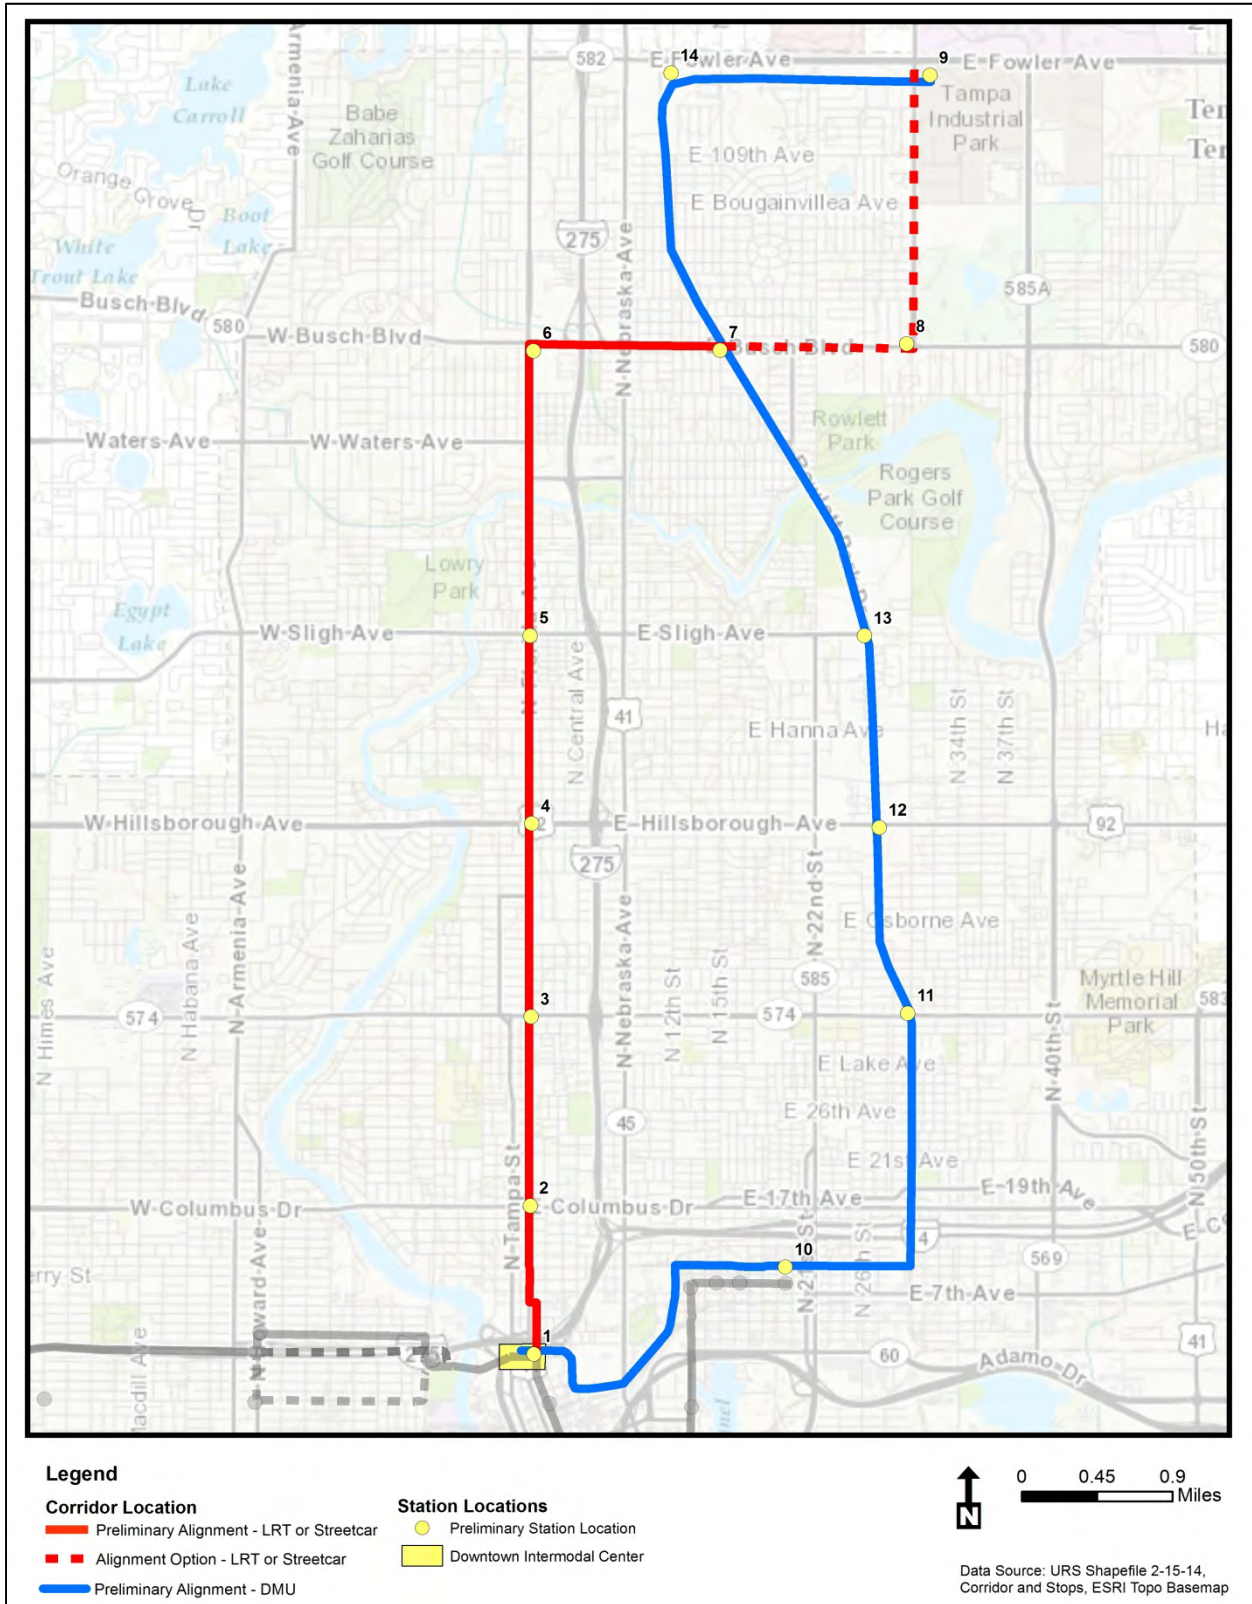 582
E Fowler Ave
14
9
E Fowler Ave
Lake
Carroll
Armenia-Ave
Babe
Zaharias
Golf Course
Tampa
Industrial
Park
E 109th Ave
Orange Grove Dr
Boot
Lake
E Bougainvillea Ave
275
N-Nebraska-Ave
White
Trout Lake
585A
Busch-Blvd
580
W-Busch-Blvd
6
7
8
580
Waters-Ave
W-Waters-Ave
Rowlett
Park
Rogers
Park Golf
Course
Lowry
Park
Egypt
Lake
W-Sligh-Ave
5
E-Sligh-Ave
13
N Central Ave
41
E Hanna Ave
N 34th St
N 37th St
W-Hillsborough-Ave
4
E-Hillsborough-Ave
12
92
275
N-22nd-St
E Osborne Ave
N Himes Ave
N Habana Ave
N-Armenia-Ave
N-Nebraska-Ave
N 12th St
N 15th St
585
Myrtle Hill
Memorial
Park
574
3
574
11
583
E Lake Ave
N-40th-St
E 26th Ave
45
E 21st Ave
N-Tampa-St
N 50th St
W-Columbus-Dr
2
E-Columbus-Dr
E-17th-Ave
E-19th-Ave
4
10
569
N-Howard-Ave
N-21st-St
N 26th St
E-7th-Ave
1
60
Adamo-Dr
41
Macdill Ave
Legend
Corridor Location
Preliminary Alignment - LRT or Streetcar
Alignment Option - LRT or Streetcar
Preliminary Alignment - DMU
Station Locations
Preliminary Station Location
Downtown Intermodal Center
N
0 0.45 0.9
Miles
Data Source: URS Shapefile 2-15-14,
Corridor and Stops, ESRI Topo Basemap